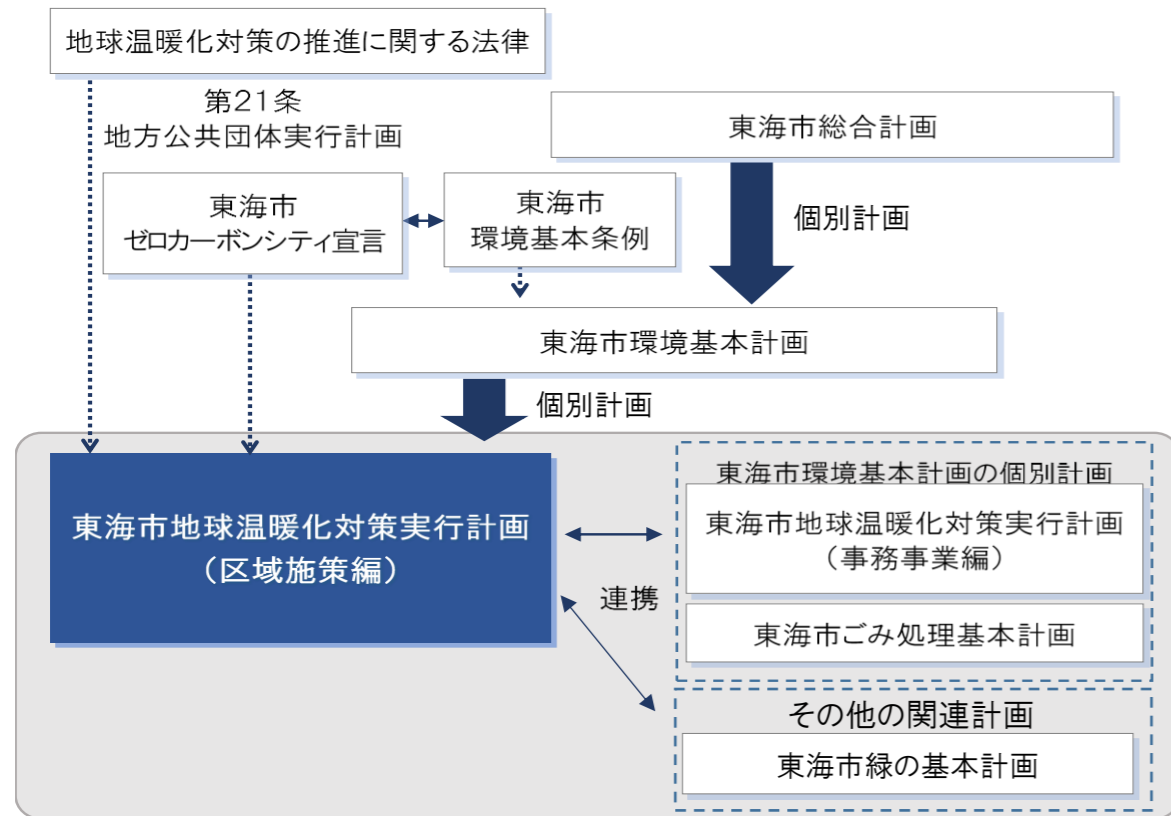 地球温暖化対策の推進に関する法律
第21条
地方公共団体実行計画
東海市総合計画
東海市
ゼロカーボンシティ宣言
東海市
環境基本条例
個別計画
東海市環境基本計画
個別計画
東海市地球温暖化対策実行計画
（区域施策編）
東海市環境基本計画の個別計画
東海市地球温暖化対策実行計画
（事務事業編）
連携
東海市ごみ処理基本計画
その他の関連計画
東海市緑の基本計画